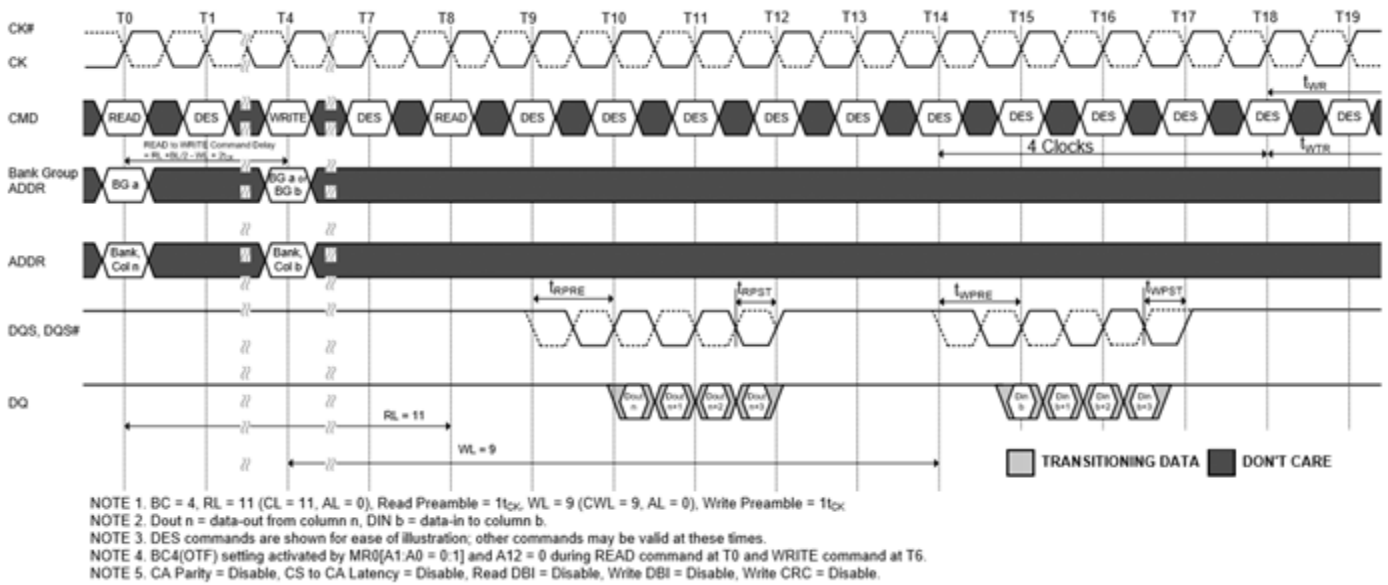 T0 T1 T4 T7 T8 T9 T10 T11 T12 T13 T14 T15 T16 T17 T18 T19
CK#
CK
tWR
CMD READ DES WRITE DES READ DES DES DES DES DES DES DES DES DES DES DES
READ to WRITE Command Delay
= RL +BL/2 - WL = 2tCK
4 Clocks
tWTR
Bank Group
ADDR
BG a
BG a or
BG b
ADDR
Bank,
Col n
Bank,
Col b
tRPRE tRPST tWPRE tWPST
DQS, DQS#
DQ
Dout
n
Dout
n+1
Dout
n+2
Dout
n+3
Din
b
Din
b+1
Din
b+2
Din
b+3
RL = 11
WL = 9
TRANSITIONING DATA
DON'T CARE
NOTE 1. BC = 4, RL = 11 (CL = 11, AL = 0), Read Preamble = 1tCK, WL = 9 (CWL = 9, AL = 0), Write Preamble = 1tCK
NOTE 2. Dout n = data-out from column n, DIN b = data-in to column b.
NOTE 3. DES commands are shown for ease of illustration; other commands may be valid at these times.
NOTE 4. BC4(OTF) setting activated by MR0[A1:A0 = 0:1] and A12 = 0 during READ command at T0 and WRITE command at T6.
NOTE 5. CA Parity = Disable, CS to CA Latency = Disable, Read DBI = Disable, Write DBI = Disable, Write CRC = Disable.